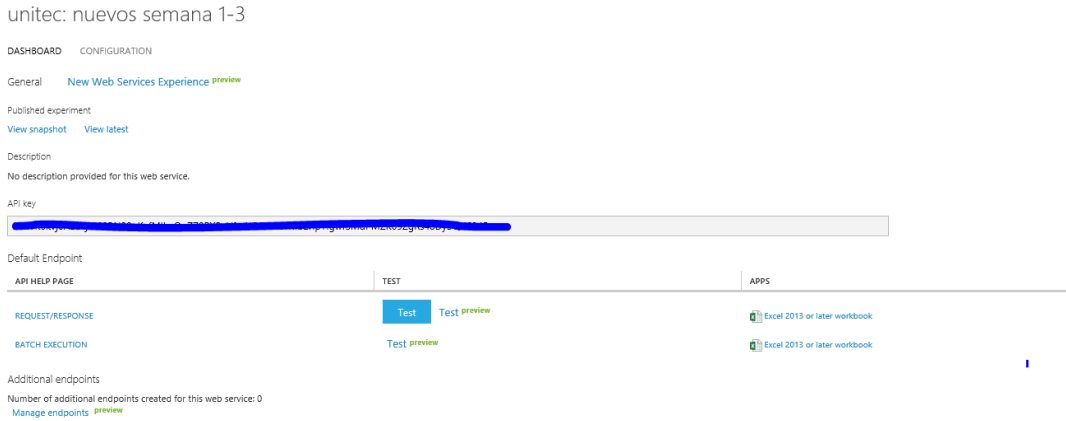 unitec: nuevos semana 1-3
DASHBOARD CONFIGURATION
General New Web Services Experience preview
Published experiment
View snapshot View latest
Description
No description provided for this web service.
API key
Default Endpoint
API HELP PAGE TEST APPS
REQUEST/RESPONSE Test Test preview Excel 2013 or later workbook
BATCH EXECUTION Test preview Excel 2013 or later workbook
Additional endpoints
Number of additional endpoints created for this web service: 0
Manage endpoints preview